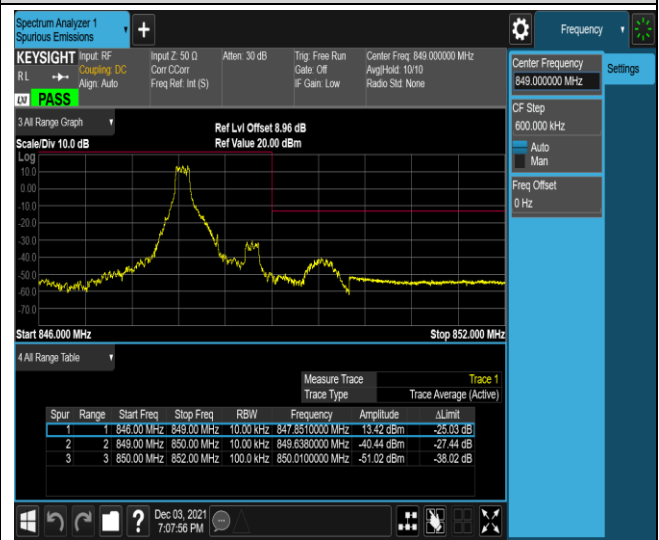 Spectrum Analyzer 1
Spurious Emissions
Frequency
KEYSIGHT
R L
LXI PASS
Input: RF
Coupling: DC
Align: Auto
Input Z: 50 Ω
Corr CCorr
Freq Ref: Int (S)
Atten: 30 dB
Trig: Free Run
Gate: Off
IF Gain: Low
Center Freq: 849.000000 MHz
Avg|Hold: 10/10
Radio Std: None
Center Frequency
849.000000 MHz
Settings
CF Step
600.000 kHz
Auto
Man
Freq Offset
0 Hz
3 All Range Graph
Scale/Div 10.0 dB
Ref Lvl Offset 8.96 dB
Ref Value 20.00 dBm
Log
10.0
0.00
-10.0
-20.0
-30.0
-40.0
-50.0
-60.0
-70.0
Start 846.000 MHz
Stop 852.000 MHz
4 All Range Table
Measure Trace Trace 1
Trace Type Trace Average (Active)
Spur Range Start Freq Stop Freq RBW Frequency Amplitude ΔLimit
1 1 846.00 MHz 849.00 MHz 10.00 kHz 847.8510000 MHz 13.42 dBm -25.03 dB
2 2 849.00 MHz 850.00 MHz 10.00 kHz 849.6380000 MHz -40.44 dBm -27.44 dB
3 3 850.00 MHz 852.00 MHz 100.0 kHz 850.0100000 MHz -51.02 dBm -38.02 dB
?
Dec 03, 2021
7:07:56 PM